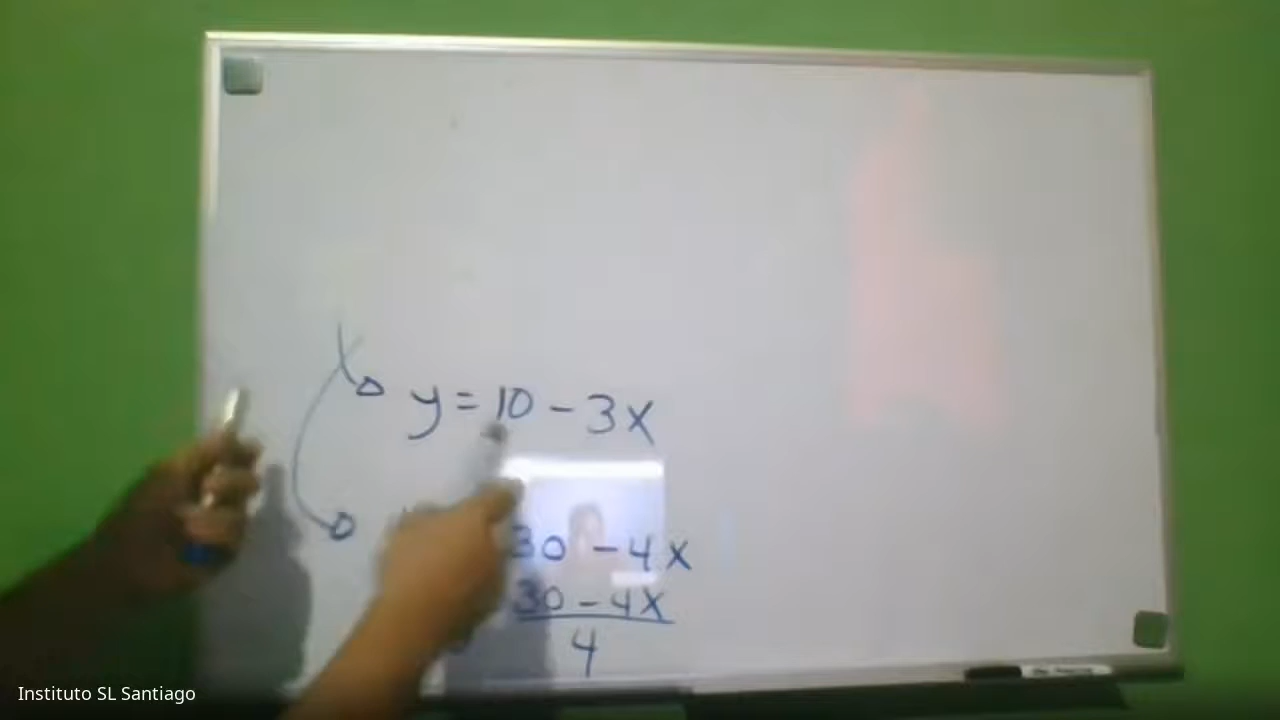 y = 10 - 3x
30 - 4x
30 - 4x
4
Instituto SL Santiago